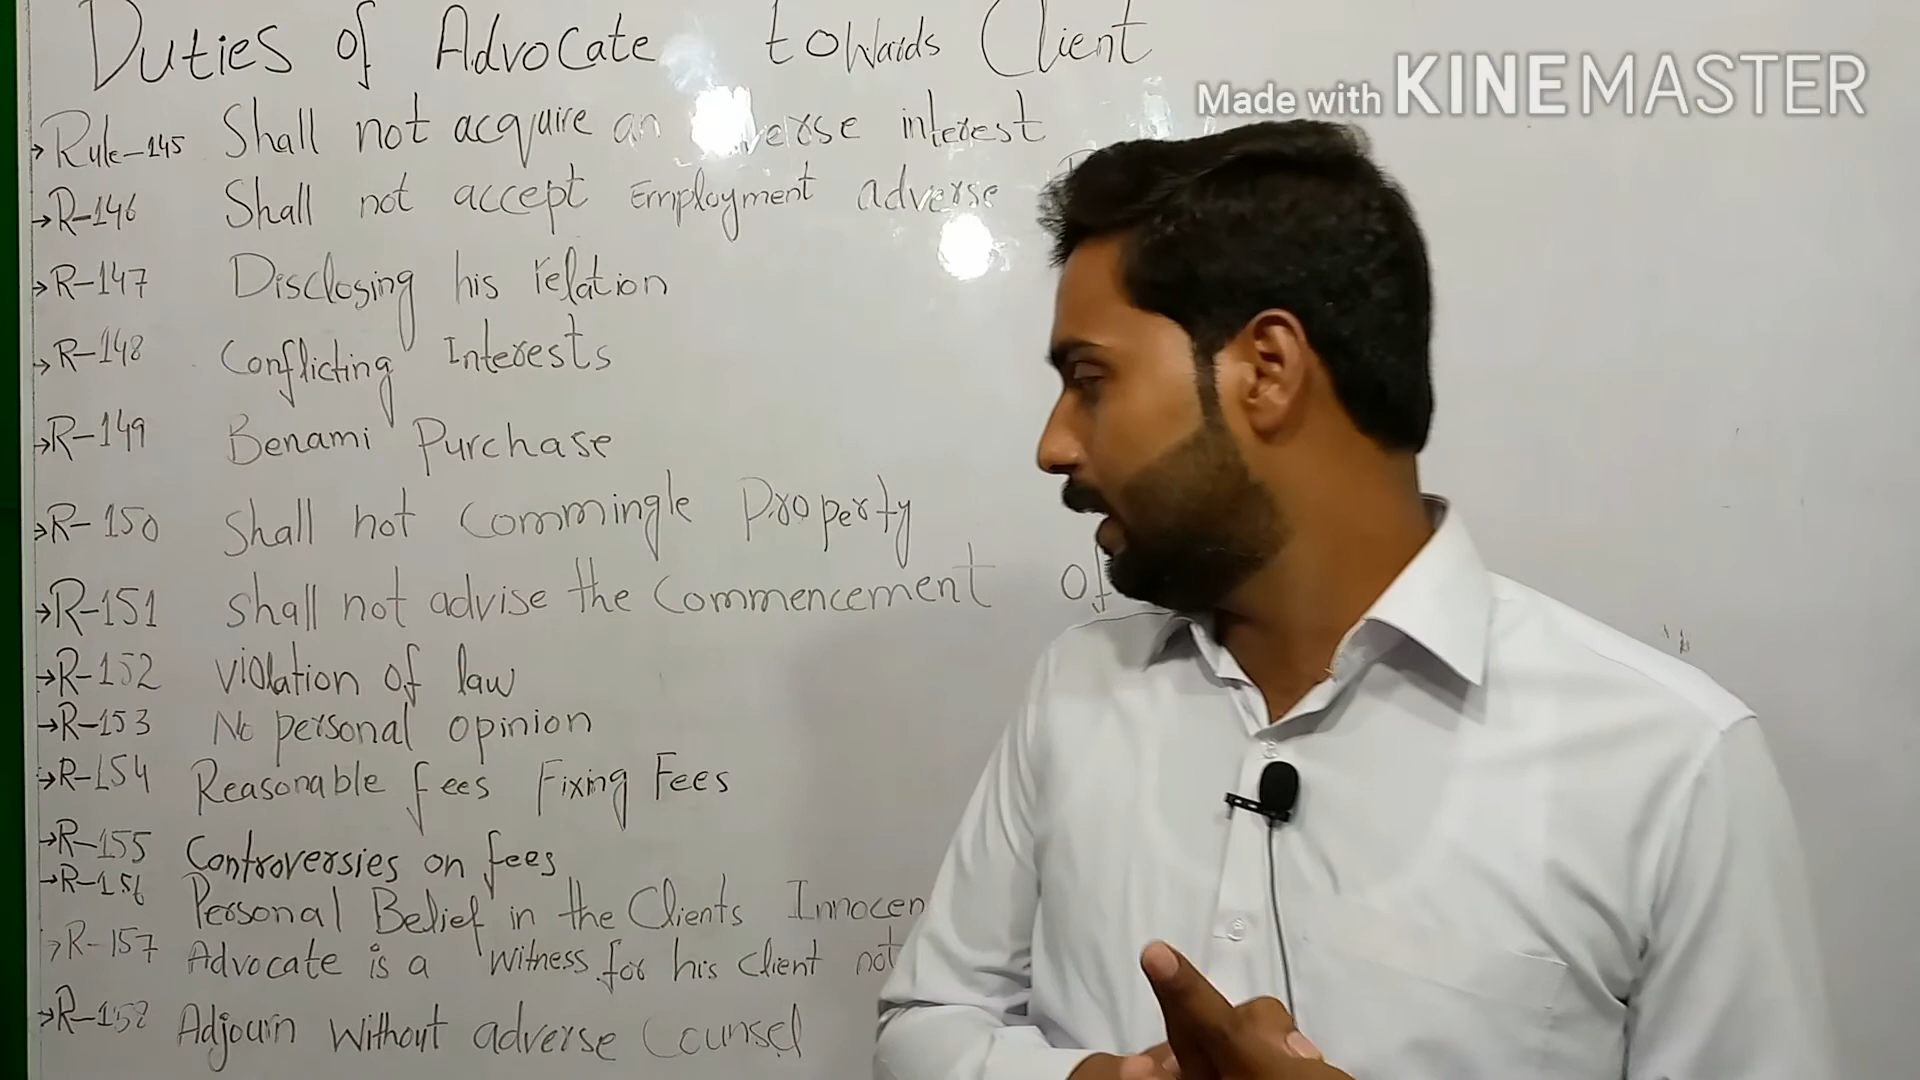 Duties of Advocate towards Client
Made with KINEMASTER
→ Rule-145 Shall not acquire an interest
→ R-146 Shall not accept Employment adverse
→ R-147 Disclosing his relation
→ R-148 Conflicting Interests
→ R-149 Benami Purchase
→ R-150 Shall not Commingle Property
→ R-151 shall not advise the Commencement of
→ R-152 violation of law
→ R-153 No personal opinion
→ R-154 Reasonable fees Fixing Fees
→ R-155 Controversies on fees
→ R-156 Personal Belief in the Clients Innocen
→ R-157 Advocate is a witness for his Client not
→ R-158 Adjourn without adverse Counsel